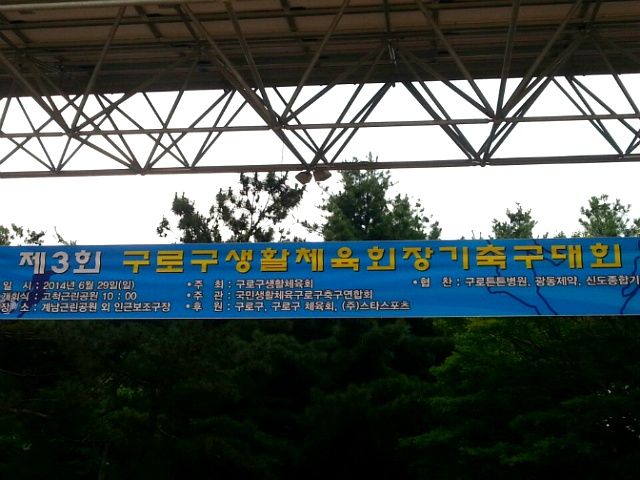 제3회 구로구생활체육회장기축구대회
일 시 : 2014년 6월 29일(일)
개회식 : 고척근린공원 10 : 00
장 소 : 계남근린공원 외 인근보조구장
• 주 최 : 구로구생활체육회
• 주 관 : 국민생활체육구로구축구연합회
• 후 원 : 구로구, 구로구 체육회, (주)스타스포츠
• 협 찬 : 구로튼튼병원, 광동제약, 신도종합기